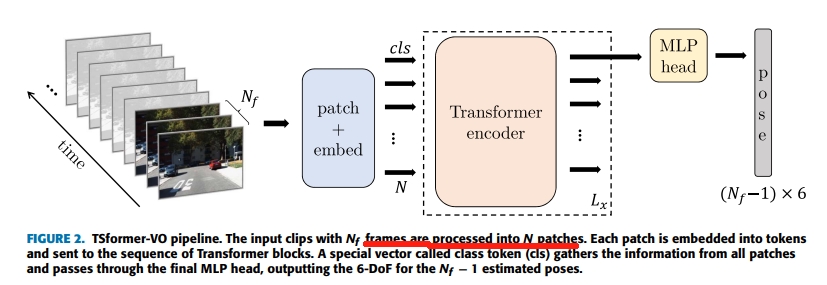 time
...
N_f
patch
+
embed
cls
⋮
N
Transformer
encoder
⋮
L_x
MLP
head
p
o
s
e
(N_f−1) × 6
FIGURE 2. TSformer-VO pipeline. The input clips with N_f frames are processed into N patches. Each patch is embedded into tokens
and sent to the sequence of Transformer blocks. A special vector called class token (cls) gathers the information from all patches
and passes through the final MLP head, outputting the 6-DoF for the N_f − 1 estimated poses.